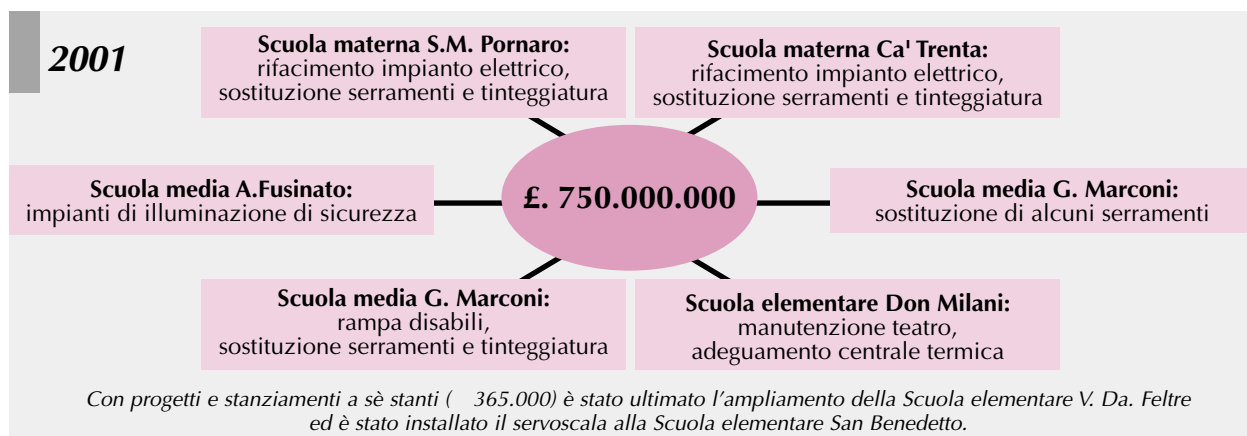 2001
Scuola materna S.M. Pornaro:
rifacimento impianto elettrico,
sostituzione serramenti e tinteggiatura
Scuola materna Ca' Trenta:
rifacimento impianto elettrico,
sostituzione serramenti e tinteggiatura
Scuola media A.Fusinato:
impianti di illuminazione di sicurezza
£. 750.000.000
Scuola media G. Marconi:
sostituzione di alcuni serramenti
Scuola media G. Marconi:
rampa disabili,
sostituzione serramenti e tinteggiatura
Scuola elementare Don Milani:
manutenzione teatro,
adeguamento centrale termica
Con progetti e stanziamenti a sè stanti (    365.000) è stato ultimato l'ampliamento della Scuola elementare V. Da. Feltre
ed è stato installato il servoscala alla Scuola elementare San Benedetto.